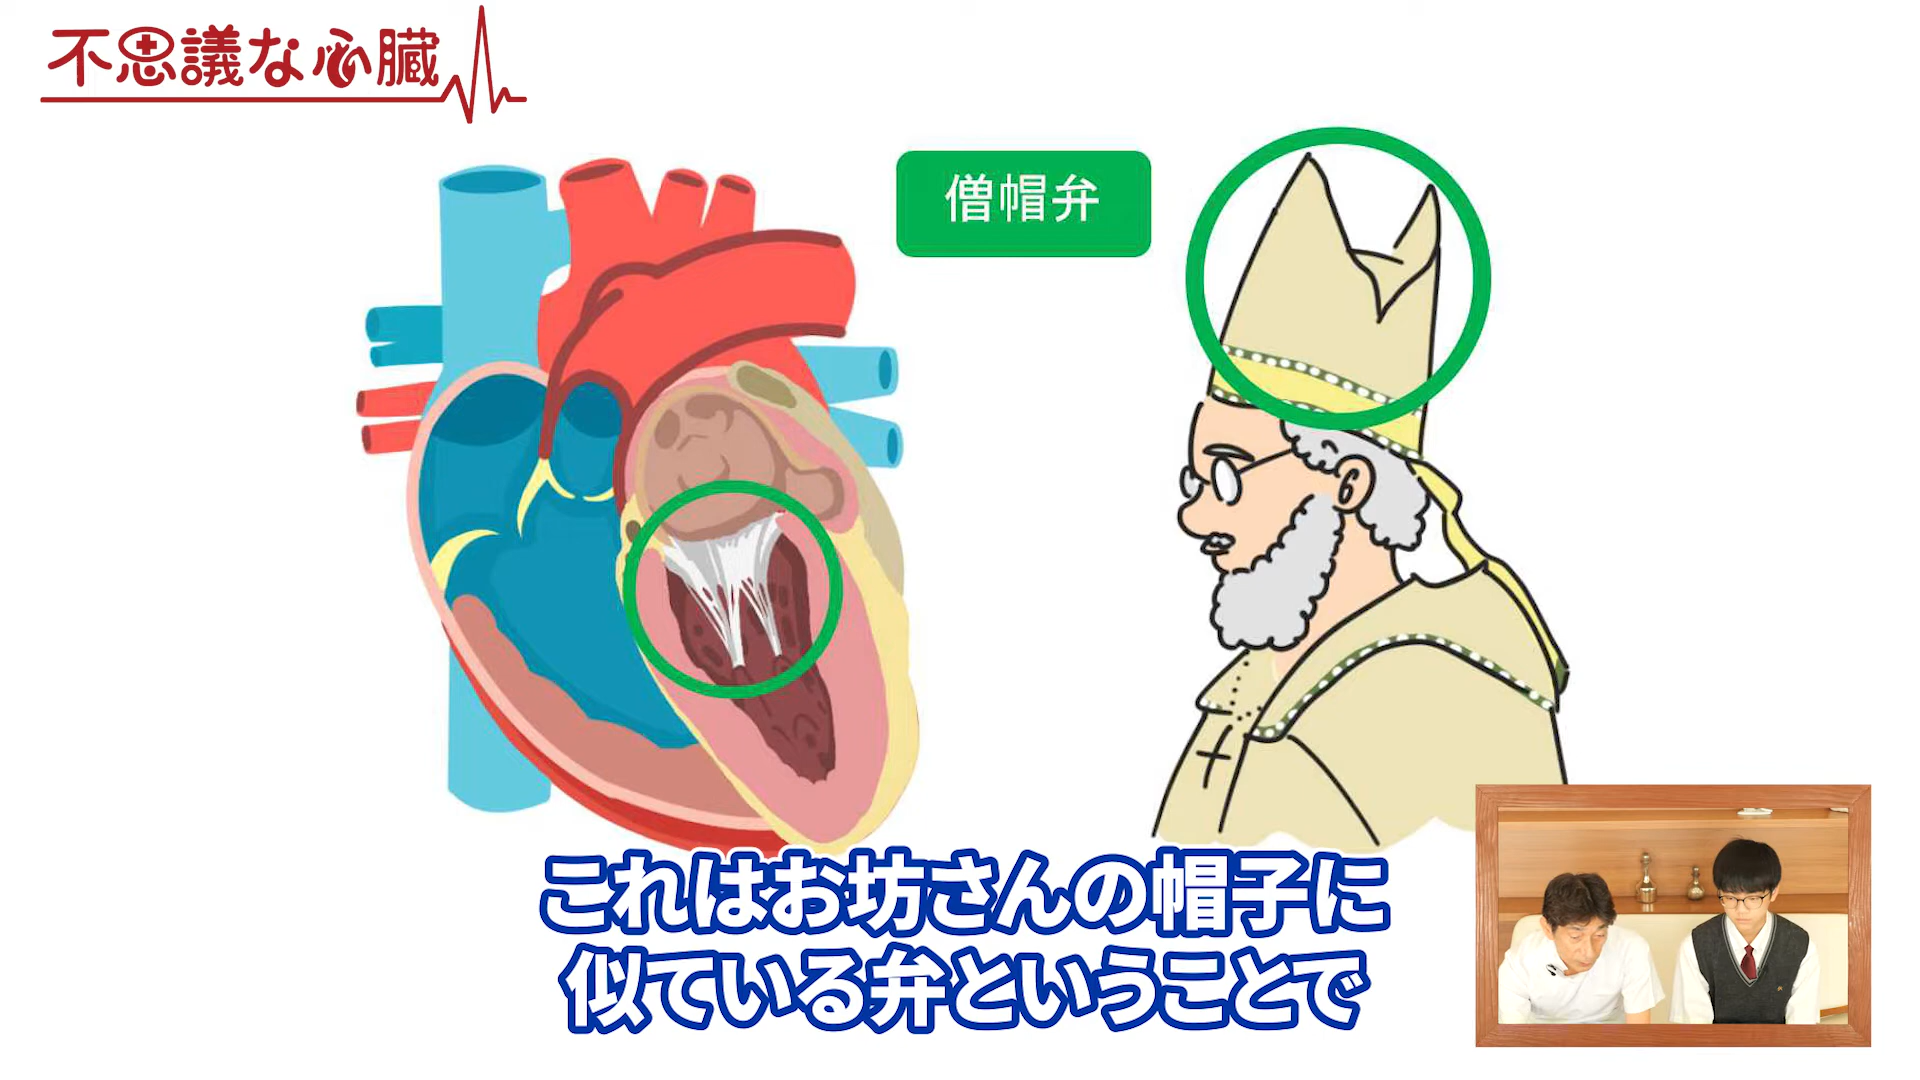 不思議な心臓
僧帽弁
これはお坊さんの帽子に
似ている弁ということで